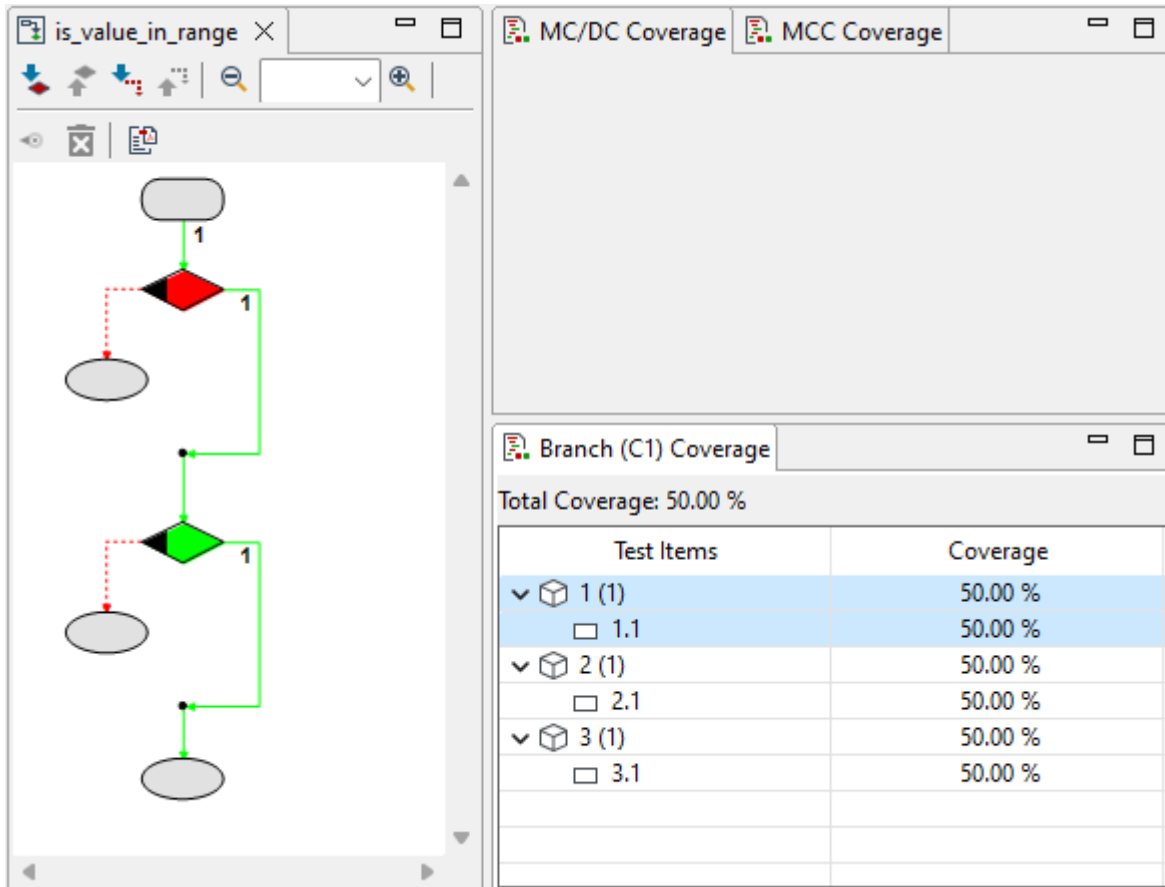 is_value_in_range
1
1
1
MC/DC Coverage
MCC Coverage
Branch (C1) Coverage
Total Coverage: 50.00 %
Test Items Coverage
1 (1) 50.00 %
1.1 50.00 %
2 (1) 50.00 %
2.1 50.00 %
3 (1) 50.00 %
3.1 50.00 %